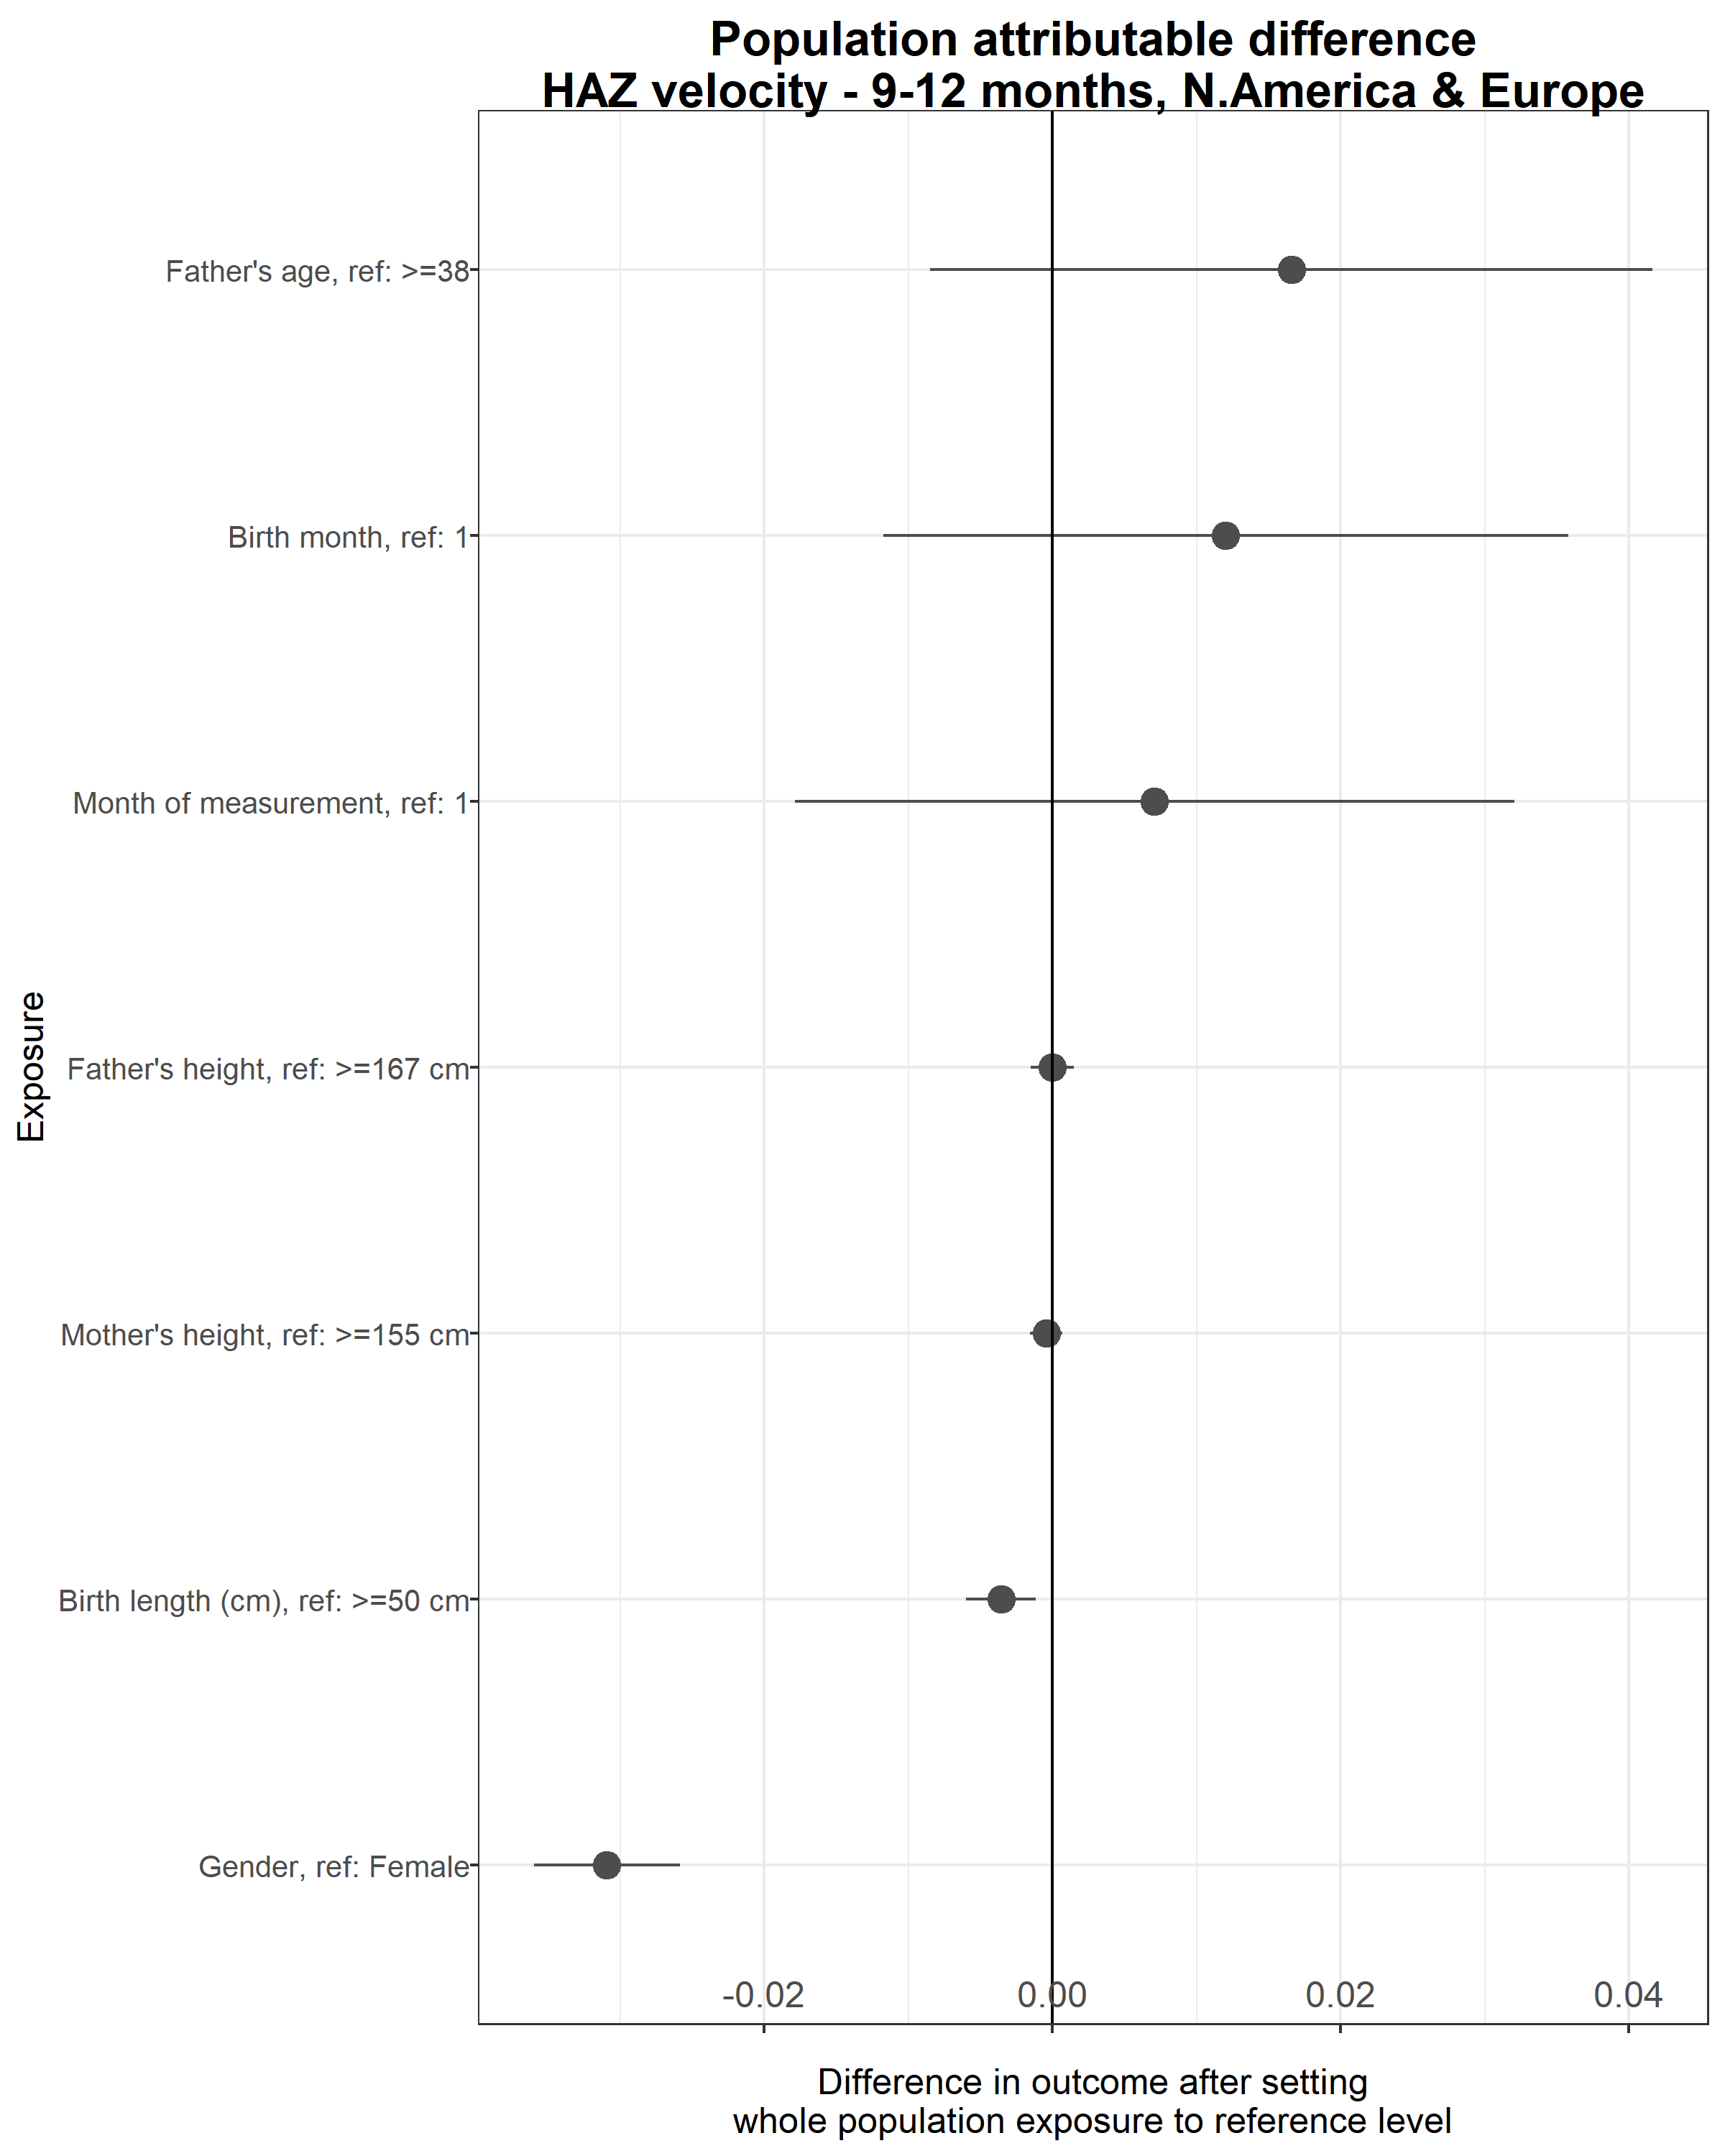 Population attributable difference
HAZ velocity - 9-12 months, N.America & Europe
Exposure
Father's age, ref: >=38
Birth month, ref: 1
Month of measurement, ref: 1
Father's height, ref: >=167 cm
Mother's height, ref: >=155 cm
Birth length (cm), ref: >=50 cm
Gender, ref: Female
-0.02 0.00 0.02 0.04
Difference in outcome after setting
whole population exposure to reference level